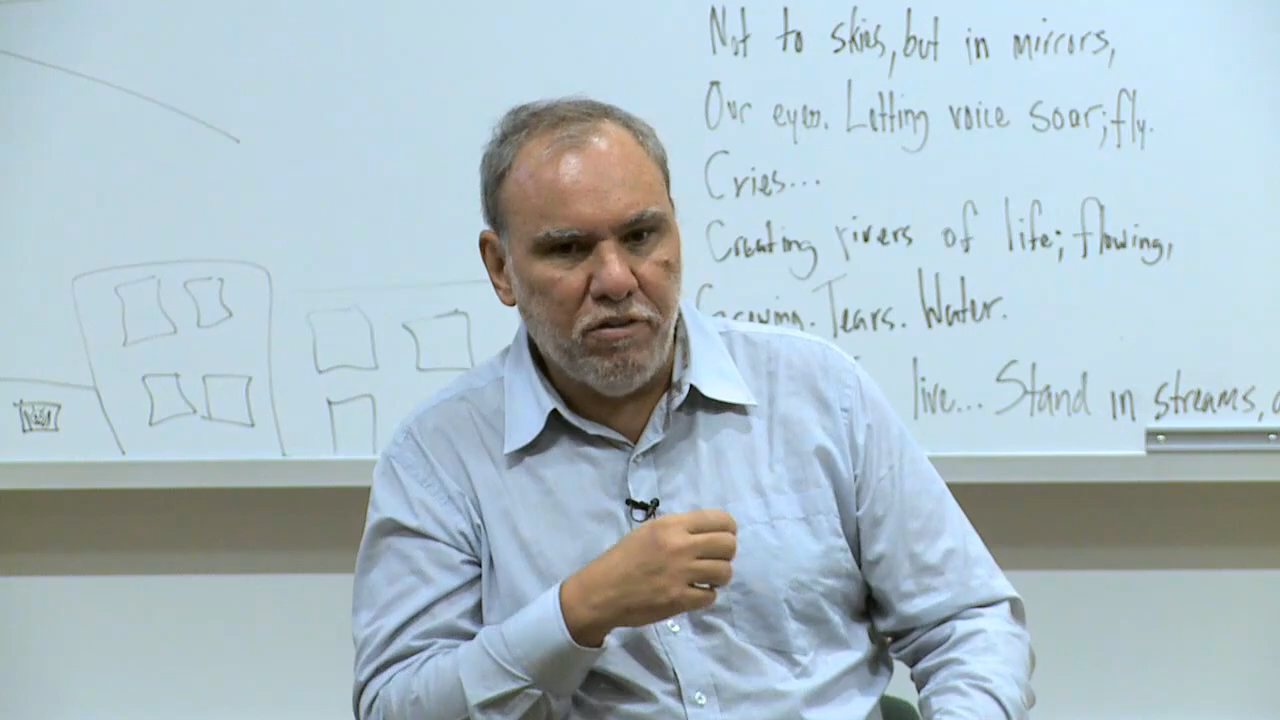 Not to skies, but in mirrors,
Our eyes. Letting voice soar; fly.
Cries...
Creating rivers of life; flowing,
Growing. Tears. Water.
live... Stand in streams,